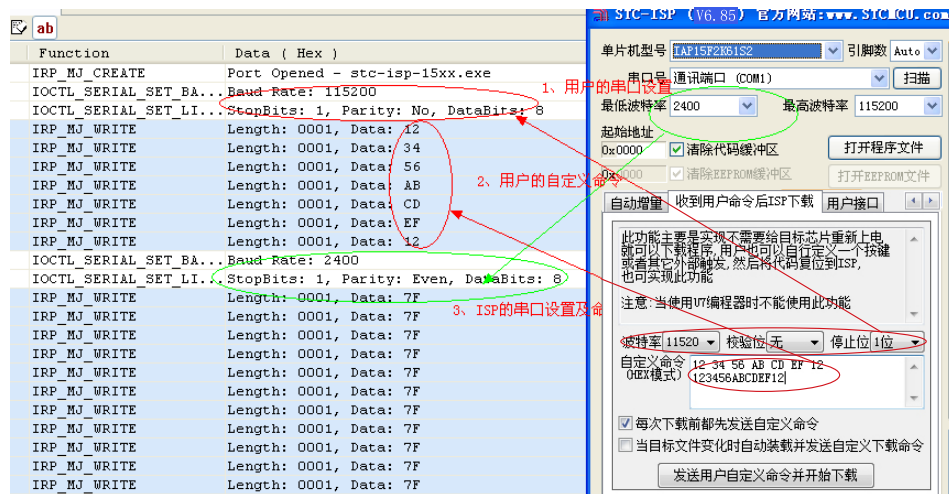 ab
Function Data ( Hex )
IRP_MJ_CREATE Port Opened - stc-isp-15xx.exe
IOCTL_SERIAL_SET_BA...Baud Rate: 115200
IOCTL_SERIAL_SET_LI...StopBits: 1, Parity: No, DataBits: 8
IRP_MJ_WRITE Length: 0001, Data: 12
IRP_MJ_WRITE Length: 0001, Data: 34
IRP_MJ_WRITE Length: 0001, Data: 56
IRP_MJ_WRITE Length: 0001, Data: AB
IRP_MJ_WRITE Length: 0001, Data: CD
IRP_MJ_WRITE Length: 0001, Data: EF
IRP_MJ_WRITE Length: 0001, Data: 12
IOCTL_SERIAL_SET_BA...Baud Rate: 2400
IOCTL_SERIAL_SET_LI...StopBits: 1, Parity: Even, DataBits: 8
IRP_MJ_WRITE Length: 0001, Data: 7F
IRP_MJ_WRITE Length: 0001, Data: 7F
IRP_MJ_WRITE Length: 0001, Data: 7F
IRP_MJ_WRITE Length: 0001, Data: 7F
IRP_MJ_WRITE Length: 0001, Data: 7F
IRP_MJ_WRITE Length: 0001, Data: 7F
IRP_MJ_WRITE Length: 0001, Data: 7F
IRP_MJ_WRITE Length: 0001, Data: 7F
IRP_MJ_WRITE Length: 0001, Data: 7F
IRP_MJ_WRITE Length: 0001, Data: 7F
IRP_MJ_WRITE Length: 0001, Data: 7F
1、用户的串口设置
2、用户的自定义命令
3、ISP的串口设置及命
STC-ISP (V6.85) 官方网站:www.STCMCU.com
单片机型号 IAP15F2K61S2 引脚数 Auto
串口号 通讯端口 (COM1) 扫描
最低波特率 2400 最高波特率 115200
起始地址
0x0000 清除代码缓冲区 打开程序文件
0x0000 清除EEPROM缓冲区 打开EEPROM文件
自动增量 收到用户命令后ISP下载 用户接口
此功能主要是实现不需要给目标芯片重新上电
就可以下载程序,用户也可以自行定义一个按键
或者其它外部触发,然后将代码复位到ISP,
也可实现此功能
注意:当使用U7编程器时不能使用此功能
波特率 11520 校验位 无 停止位 1位
自定义命令 12 34 56 AB CD EF 12
(HEX模式) 123456ABCDEF12
每次下载前都先发送自定义命令
当目标文件变化时自动装载并发送自定义下载命令
发送用户自定义命令并开始下载